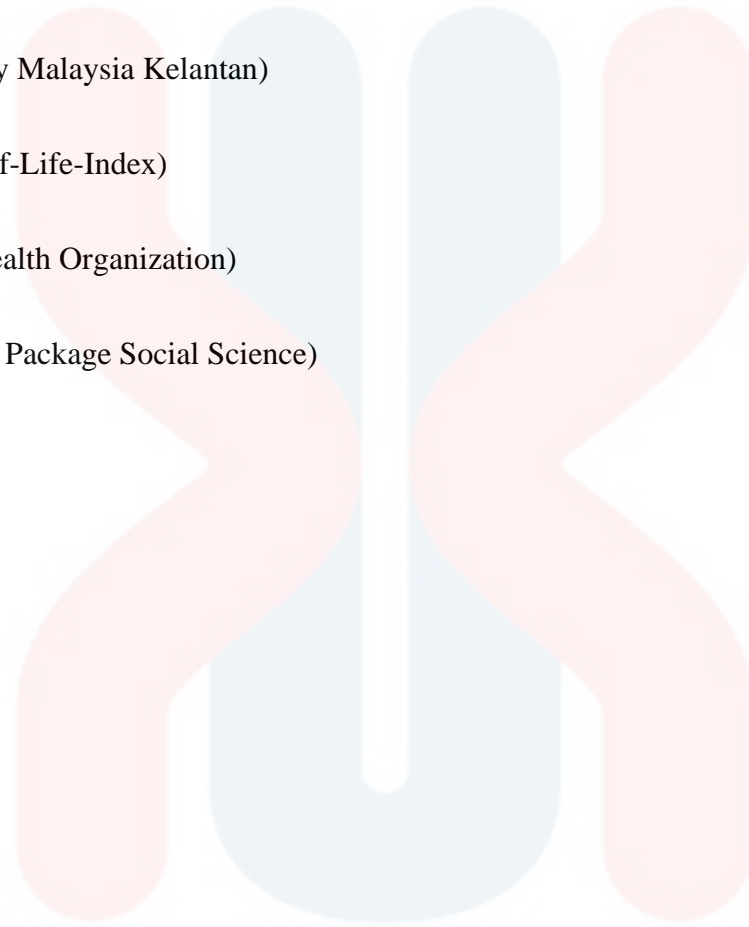 Malaysia Kelantan)
f-Life-Index)
ealth Organization)
Package Social Science)